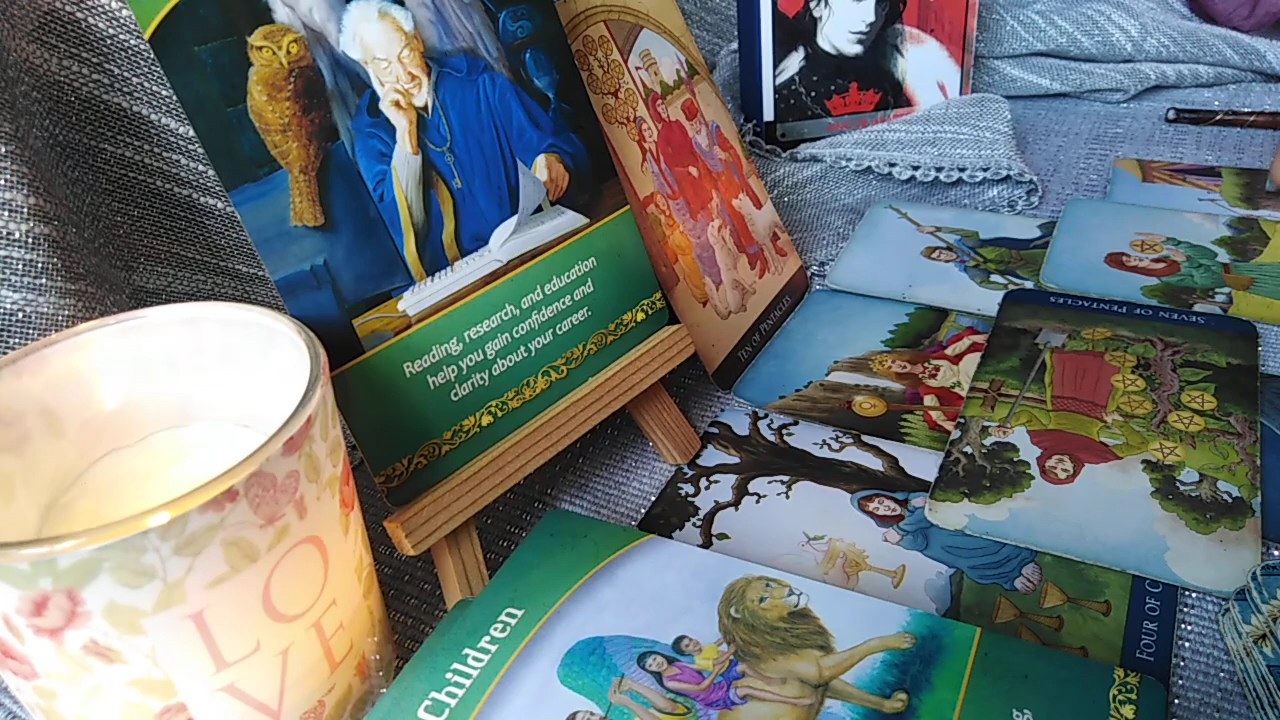 Reading, research, and education
help you gain confidence and
clarity about your career.
TEN OF PENTACLES
SEVEN OF PENTACLES
FOUR OF C
Children
LO
VE